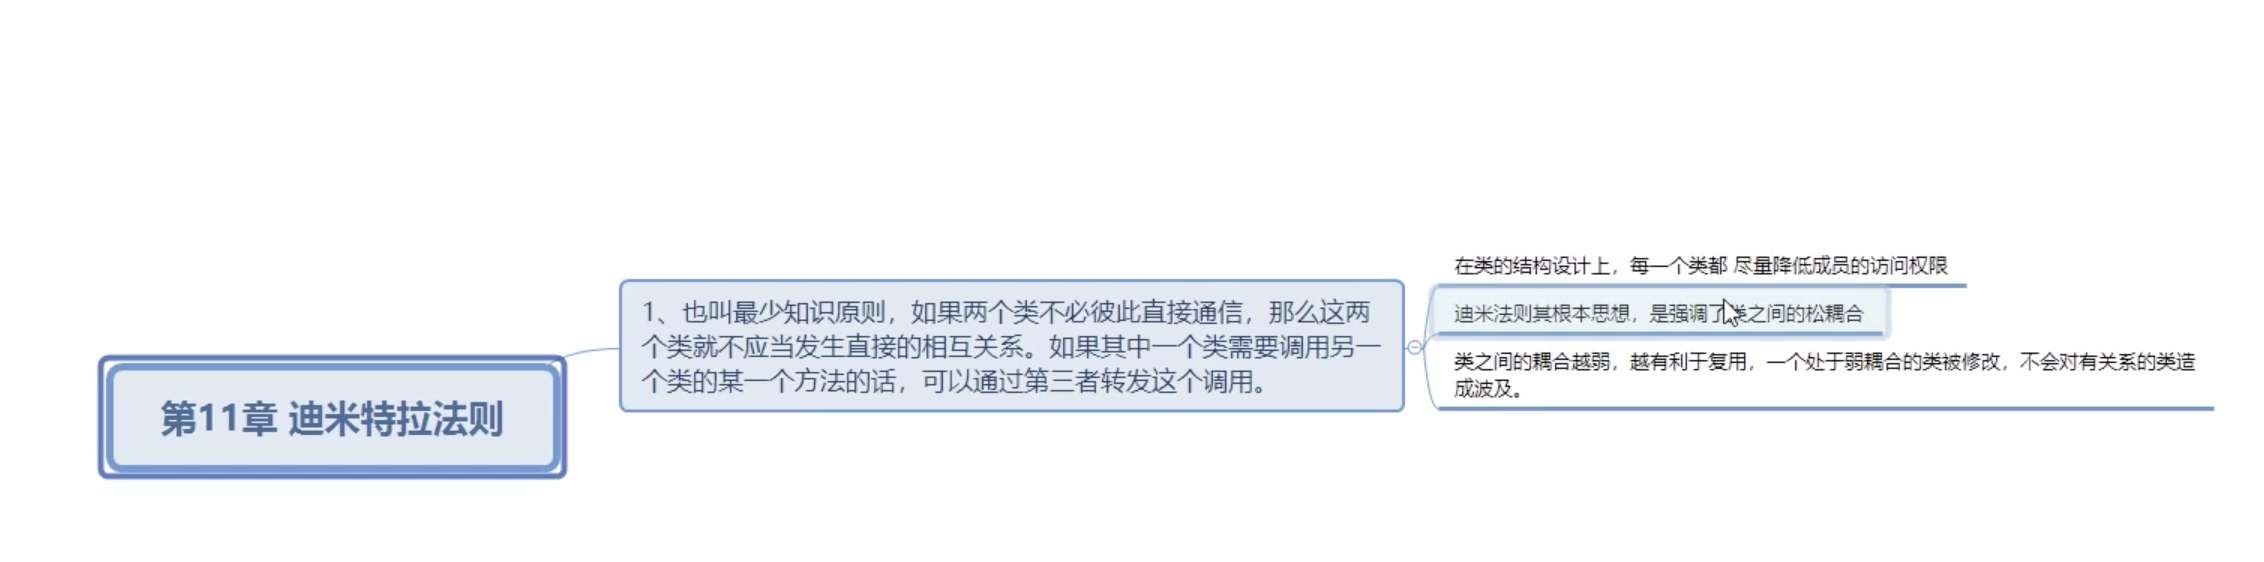 第11章 迪米特拉法则
1、也叫最少知识原则，如果两个类不必彼此直接通信，那么这两
个类就不应当发生直接的相互关系。如果其中一个类需要调用另一
个类的某一个方法的话，可以通过第三者转发这个调用。
在类的结构设计上，每一个类都 尽量降低成员的访问权限
迪米法则其根本思想，是强调了类之间的松耦合
类之间的耦合越弱，越有利于复用，一个处于弱耦合的类被修改，不会对有关系的类造
成波及。